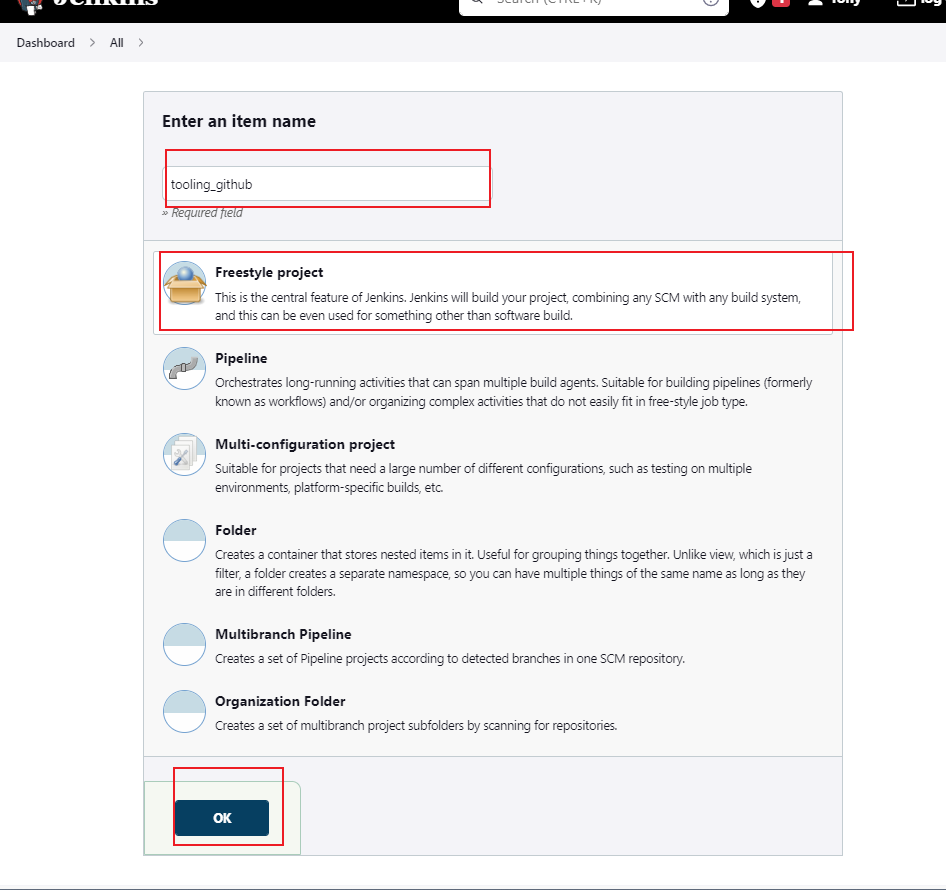 Jenkins
Search (CTRL+K)
1
log
Dashboard
All
Enter an item name
tooling_github
» Required field
Freestyle project
This is the central feature of Jenkins. Jenkins will build your project, combining any SCM with any build system,
and this can be even used for something other than software build.
Pipeline
Orchestrates long-running activities that can span multiple build agents. Suitable for building pipelines (formerly
known as workflows) and/or organizing complex activities that do not easily fit in free-style job type.
Multi-configuration project
Suitable for projects that need a large number of different configurations, such as testing on multiple
environments, platform-specific builds, etc.
Folder
Creates a container that stores nested items in it. Useful for grouping things together. Unlike view, which is just a
filter, a folder creates a separate namespace, so you can have multiple things of the same name as long as they
are in different folders.
Multibranch Pipeline
Creates a set of Pipeline projects according to detected branches in one SCM repository.
Organization Folder
Creates a set of multibranch project subfolders by scanning for repositories.
OK